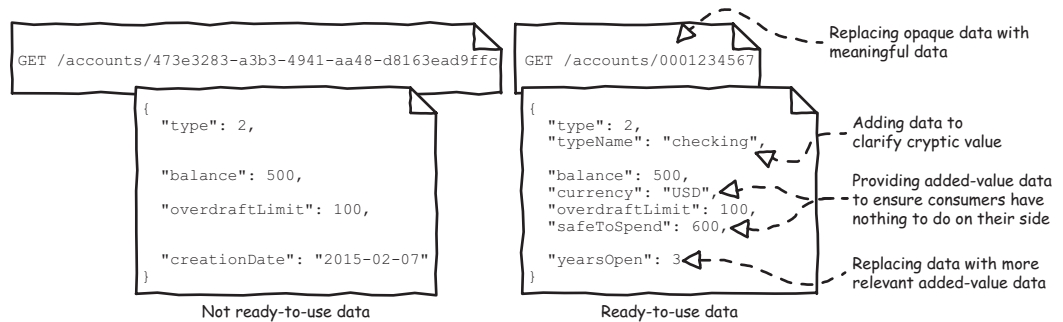 GET /accounts/473e3283-a3b3-4941-aa48-d8163ead9ffc
{
"type": 2,
"balance": 500,
"overdraftLimit": 100,
"creationDate": "2015-02-07"
}
Not ready-to-use data
GET /accounts/0001234567
{
"type": 2,
"typeName": "checking",
"balance": 500,
"currency": "USD",
"overdraftLimit": 100,
"safeToSpend": 600,
"yearsOpen": 3
}
Ready-to-use data
Replacing opaque data with
meaningful data
Adding data to
clarify cryptic value
Providing added-value data
to ensure consumers have
nothing to do on their side
Replacing data with more
relevant added-value data